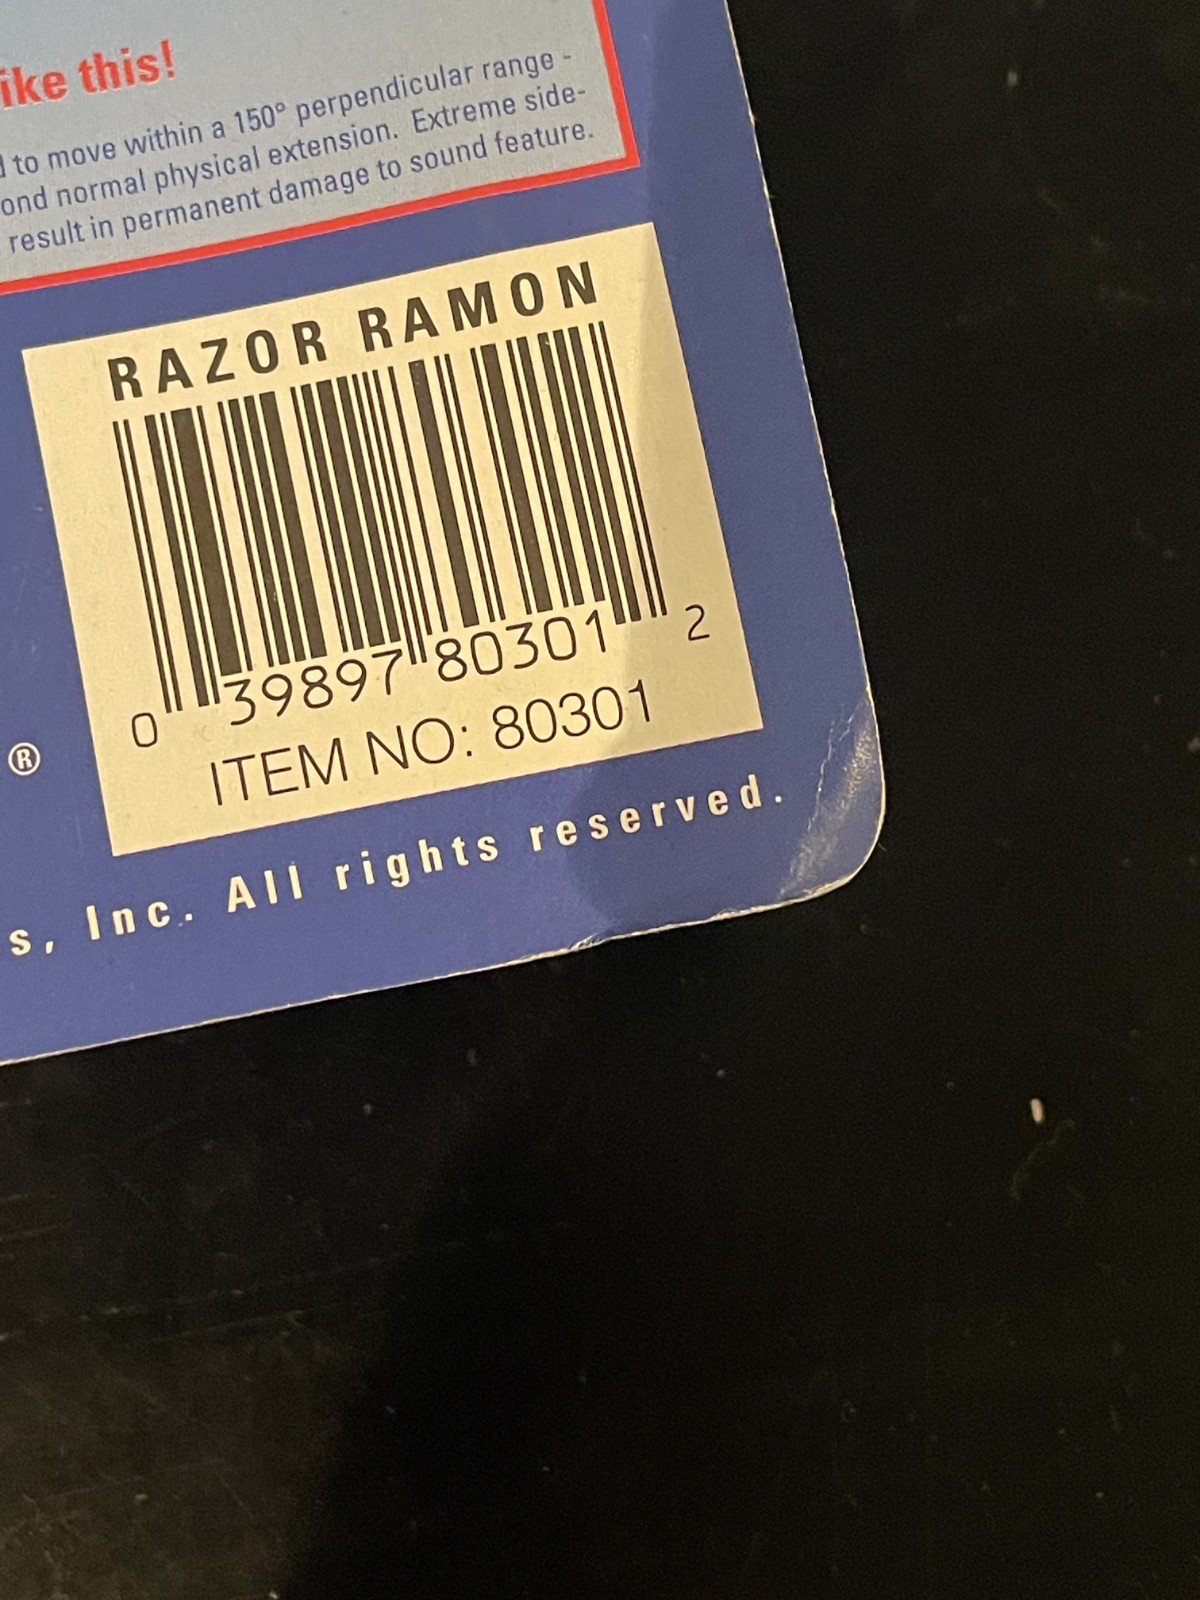 ike this!
to move within a 150° perpendicular range -
ond normal physical extension. Extreme side-
result in permanent damage to sound feature.
RAZOR RAMON
0 39897 80301 2
ITEM NO: 80301
®
s, Inc. All rights reserved.